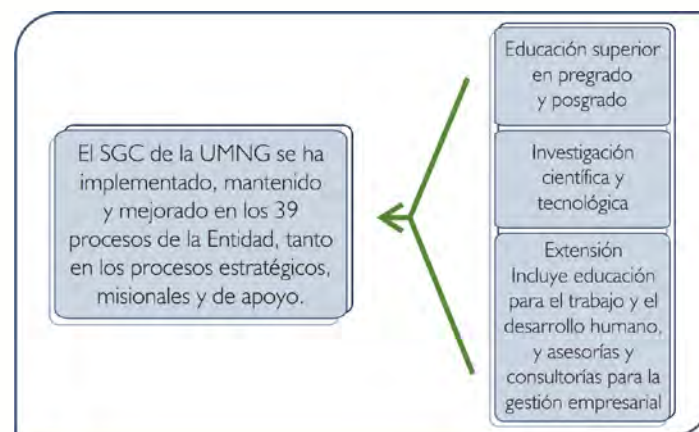 El SGC de la UMNG se ha
implementado, mantenido
y mejorado en los 39
procesos de la Entidad, tanto
en los procesos estratégicos,
misionales y de apoyo.
Educación superior
en pregrado
y posgrado
Investigación
científica y
tecnológica
Extensión
Incluye educación
para el trabajo y el
desarrollo humano,
y asesorías y
consultorías para la
gestión empresarial